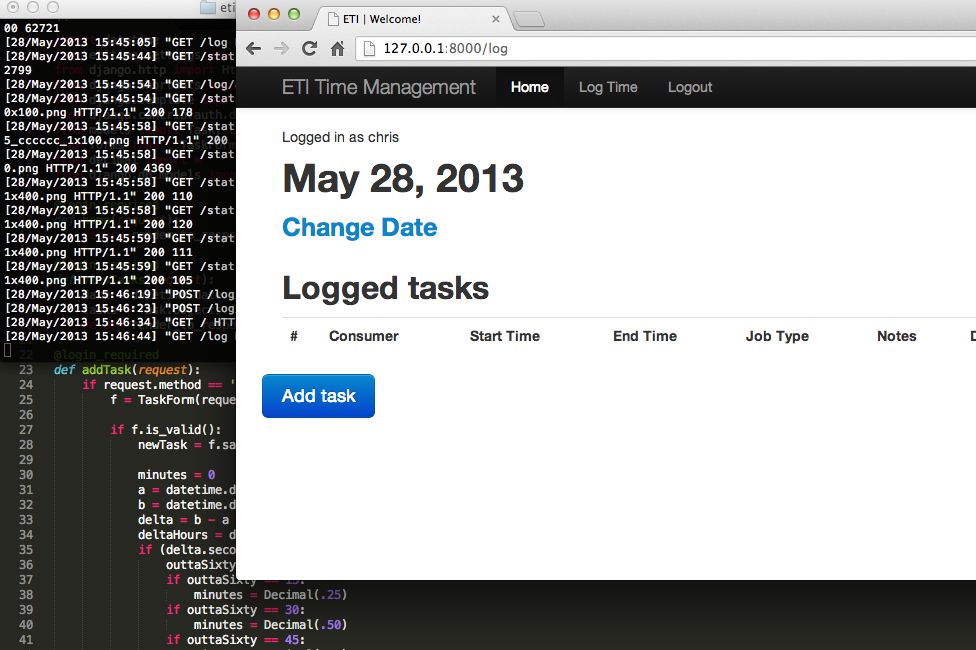 eti
00 62721
[28/May/2013 15:45:05] "GET /log
[28/May/2013 15:45:44] "GET /stat
2799
[28/May/2013 15:45:54] "GET /log/
[28/May/2013 15:45:54] "GET /stat
0x100.png HTTP/1.1" 200 178
[28/May/2013 15:45:58] "GET /stat
5_cccccc_1x100.png HTTP/1.1" 200
[28/May/2013 15:45:58] "GET /stat
0.png HTTP/1.1" 200 4369
[28/May/2013 15:45:58] "GET /stat
1x400.png HTTP/1.1" 200 110
[28/May/2013 15:45:58] "GET /stat
1x400.png HTTP/1.1" 200 120
[28/May/2013 15:45:59] "GET /stat
1x400.png HTTP/1.1" 200 111
[28/May/2013 15:45:59] "GET /stat
1x400.png HTTP/1.1" 200 105
[28/May/2013 15:46:19] "POST /log
[28/May/2013 15:46:23] "POST /log
[28/May/2013 15:46:34] "GET / HTT
[28/May/2013 15:46:44] "GET /log
22 @login_required
23 def addTask(request):
24 if request.method == '
25 f = TaskForm(reque
26
27 if f.is_valid():
28 newTask = f.sa
29
30 minutes = 0
31 a = datetime.d
32 b = datetime.d
33 delta = b - a
34 deltaHours = d
35 if (delta.seco
36 outtaSixty
37 if outtaSixty == 15:
38 minutes = Decimal(.25)
39 if outtaSixty == 30:
40 minutes = Decimal(.50)
41 if outtaSixty == 45:
ETI | Welcome!
127.0.0.1:8000/log
ETI Time Management Home Log Time Logout
Logged in as chris
May 28, 2013
Change Date
Logged tasks
# Consumer Start Time End Time Job Type Notes
Add task